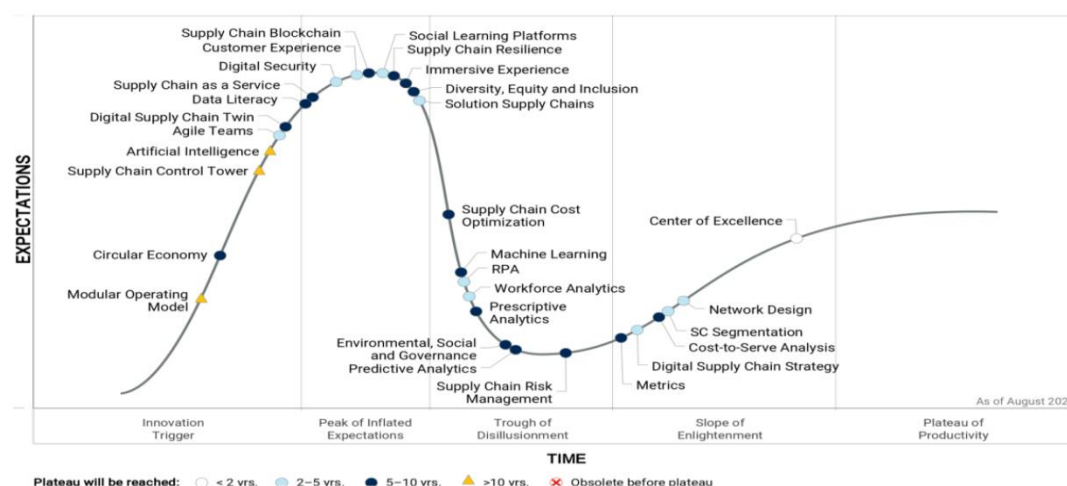 Supply Chain Blockchain
Customer Experience
Digital Security
Supply Chain as a Service
Data Literacy
Digital Supply Chain Twin
Agile Teams
Artificial Intelligence
Supply Chain Control Tower
Circular Economy
Modular Operating
Model
Social Learning Platforms
Supply Chain Resilience
Immersive Experience
Diversity, Equity and Inclusion
Solution Supply Chains
Supply Chain Cost
Optimization
Machine Learning
RPA
Workforce Analytics
Prescriptive
Analytics
Environmental, Social
and Governance
Predictive Analytics
Supply Chain Risk
Management
Center of Excellence
Network Design
SC Segmentation
Cost-to-Serve Analysis
Digital Supply Chain Strategy
Metrics
EXPECTATIONS
As of August 202
Innovation
Trigger
Peak of Inflated
Expectations
Trough of
Disillusionment
Slope of
Enlightenment
Plateau of
Productivity
TIME
Plateau will be reached: < 2 yrs. 2–5 yrs. 5–10 yrs. >10 yrs. Obsolete before plateau